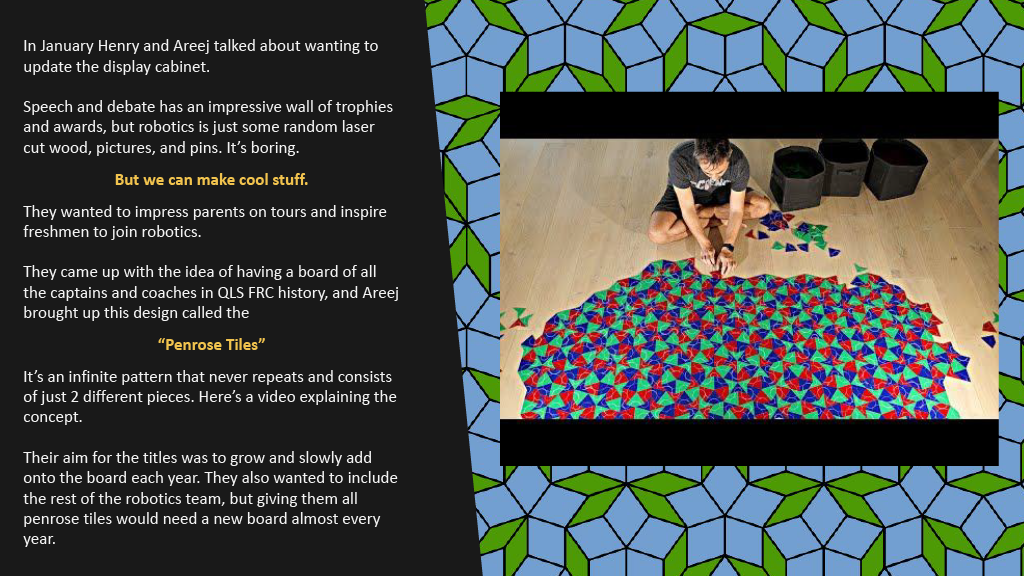 In January Henry and Areej talked about wanting to
update the display cabinet.
Speech and debate has an impressive wall of trophies
and awards, but robotics is just some random laser
cut wood, pictures, and pins. It’s boring.
But we can make cool stuff.
They wanted to impress parents on tours and inspire
freshmen to join robotics.
They came up with the idea of having a board of all
the captains and coaches in QLS FRC history, and Areej
brought up this design called the
“Penrose Tiles”
It’s an infinite pattern that never repeats and consists
of just 2 different pieces. Here’s a video explaining the
concept.
Their aim for the titles was to grow and slowly add
onto the board each year. They also wanted to include
the rest of the robotics team, but giving them all
penrose tiles would need a new board almost every
year.